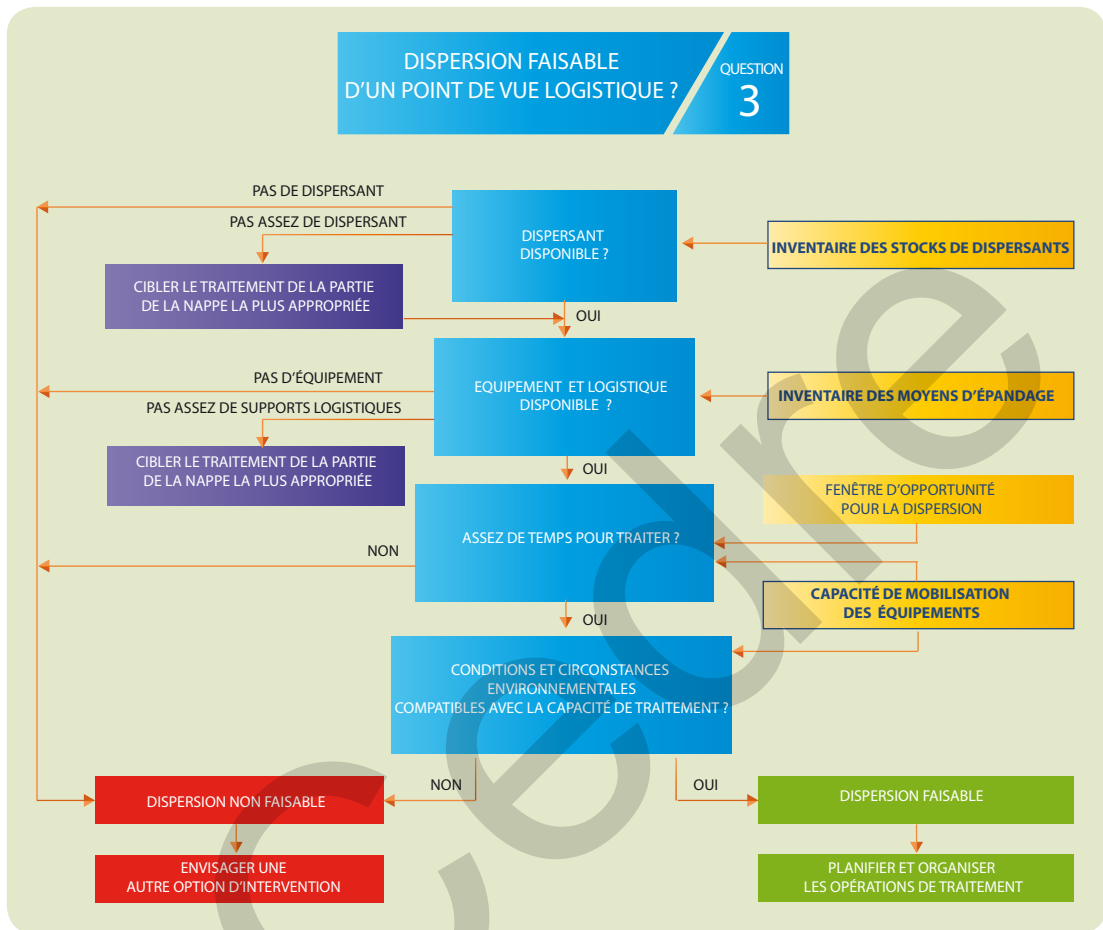 DISPERSION FAISABLE
D'UN POINT DE VUE LOGISTIQUE ?
QUESTION
3
PAS DE DISPERSANT
PAS ASSEZ DE DISPERSANT
DISPERSANT
DISPONIBLE ?
INVENTAIRE DES STOCKS DE DISPERSANTS
CIBLER LE TRAITEMENT DE LA PARTIE
DE LA NAPPE LA PLUS APPROPRIÉE
OUI
PAS D'ÉQUIPEMENT
PAS ASSEZ DE SUPPORTS LOGISTIQUES
EQUIPEMENT ET LOGISTIQUE
DISPONIBLE ?
INVENTAIRE DES MOYENS D'ÉPANDAGE
CIBLER LE TRAITEMENT DE LA PARTIE
DE LA NAPPE LA PLUS APPROPRIÉE
OUI
FENÊTRE D'OPPORTUNITÉ
POUR LA DISPERSION
ASSEZ DE TEMPS POUR TRAITER ?
NON
CAPACITÉ DE MOBILISATION
DES ÉQUIPEMENTS
OUI
CONDITIONS ET CIRCONSTANCES
ENVIRONNEMENTALES
COMPATIBLES AVEC LA CAPACITÉ DE TRAITEMENT ?
NON
OUI
DISPERSION NON FAISABLE
DISPERSION FAISABLE
ENVISAGER UNE
AUTRE OPTION D'INTERVENTION
PLANIFIER ET ORGANISER
LES OPÉRATIONS DE TRAITEMENT
Cedre